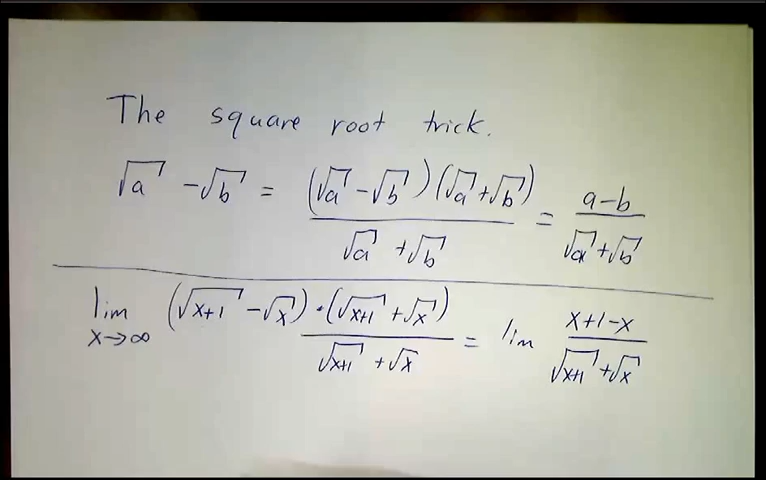 The square root trick.
√a - √b = (√a - √b)(√a + √b) / (√a + √b) = (a - b) / (√a + √b)
lim x→∞ (√x+1 - √x) · (√x+1 + √x) / (√x+1 + √x) = lim (x+1-x) / (√x+1 + √x)